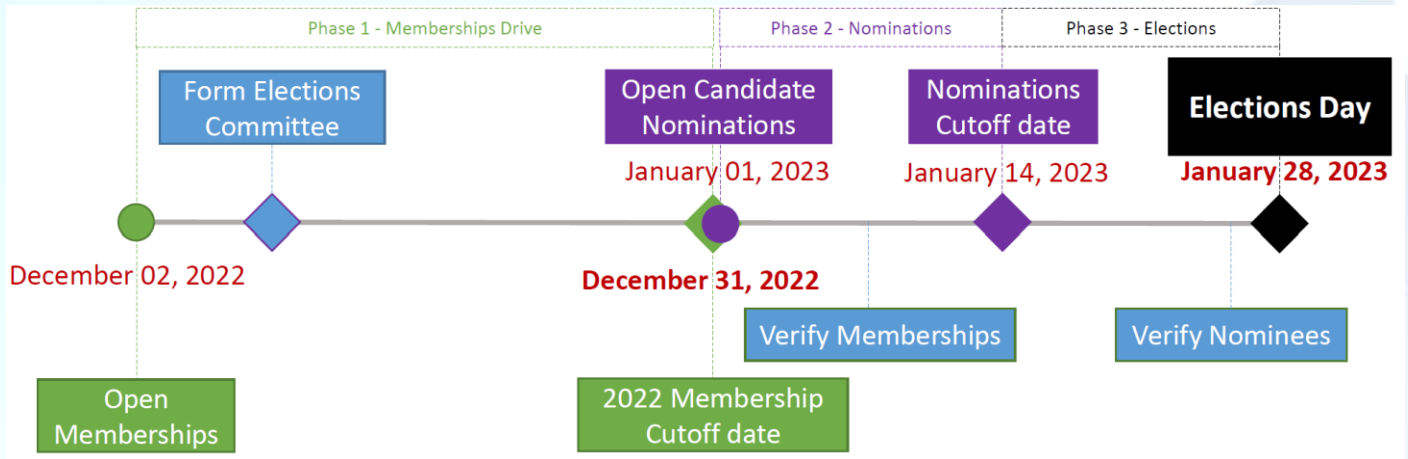 Phase 1 - Memberships Drive
Phase 2 - Nominations
Phase 3 - Elections
Form Elections
Committee
Open Candidate
Nominations
Nominations
Cutoff date
Elections Day
January 01, 2023
January 14, 2023
January 28, 2023
December 02, 2022
December 31, 2022
Verify Memberships
Verify Nominees
Open
Memberships
2022 Membership
Cutoff date